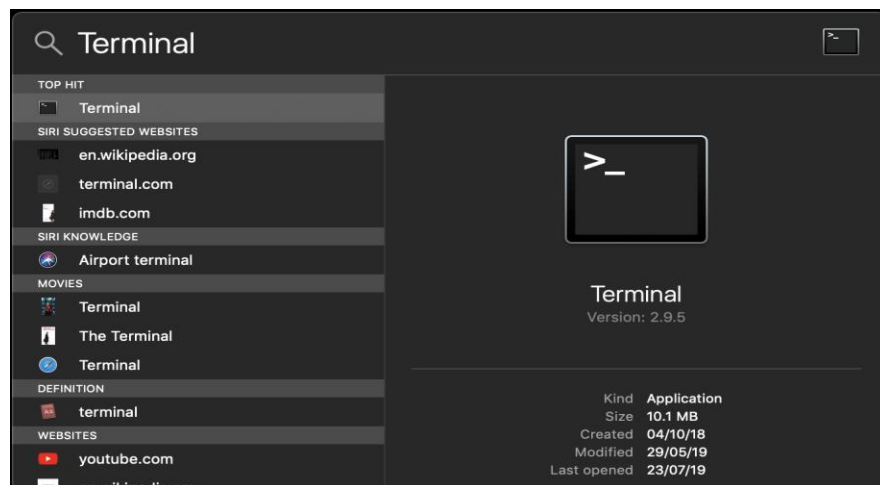 Terminal
TOP HIT
Terminal
SIRI SUGGESTED WEBSITES
en.wikipedia.org
terminal.com
imdb.com
SIRI KNOWLEDGE
Airport terminal
MOVIES
Terminal
The Terminal
Terminal
DEFINITION
terminal
WEBSITES
youtube.com
>_
Terminal
Version: 2.9.5
Kind Application
Size 10.1 MB
Created 04/10/18
Modified 29/05/19
Last opened 23/07/19